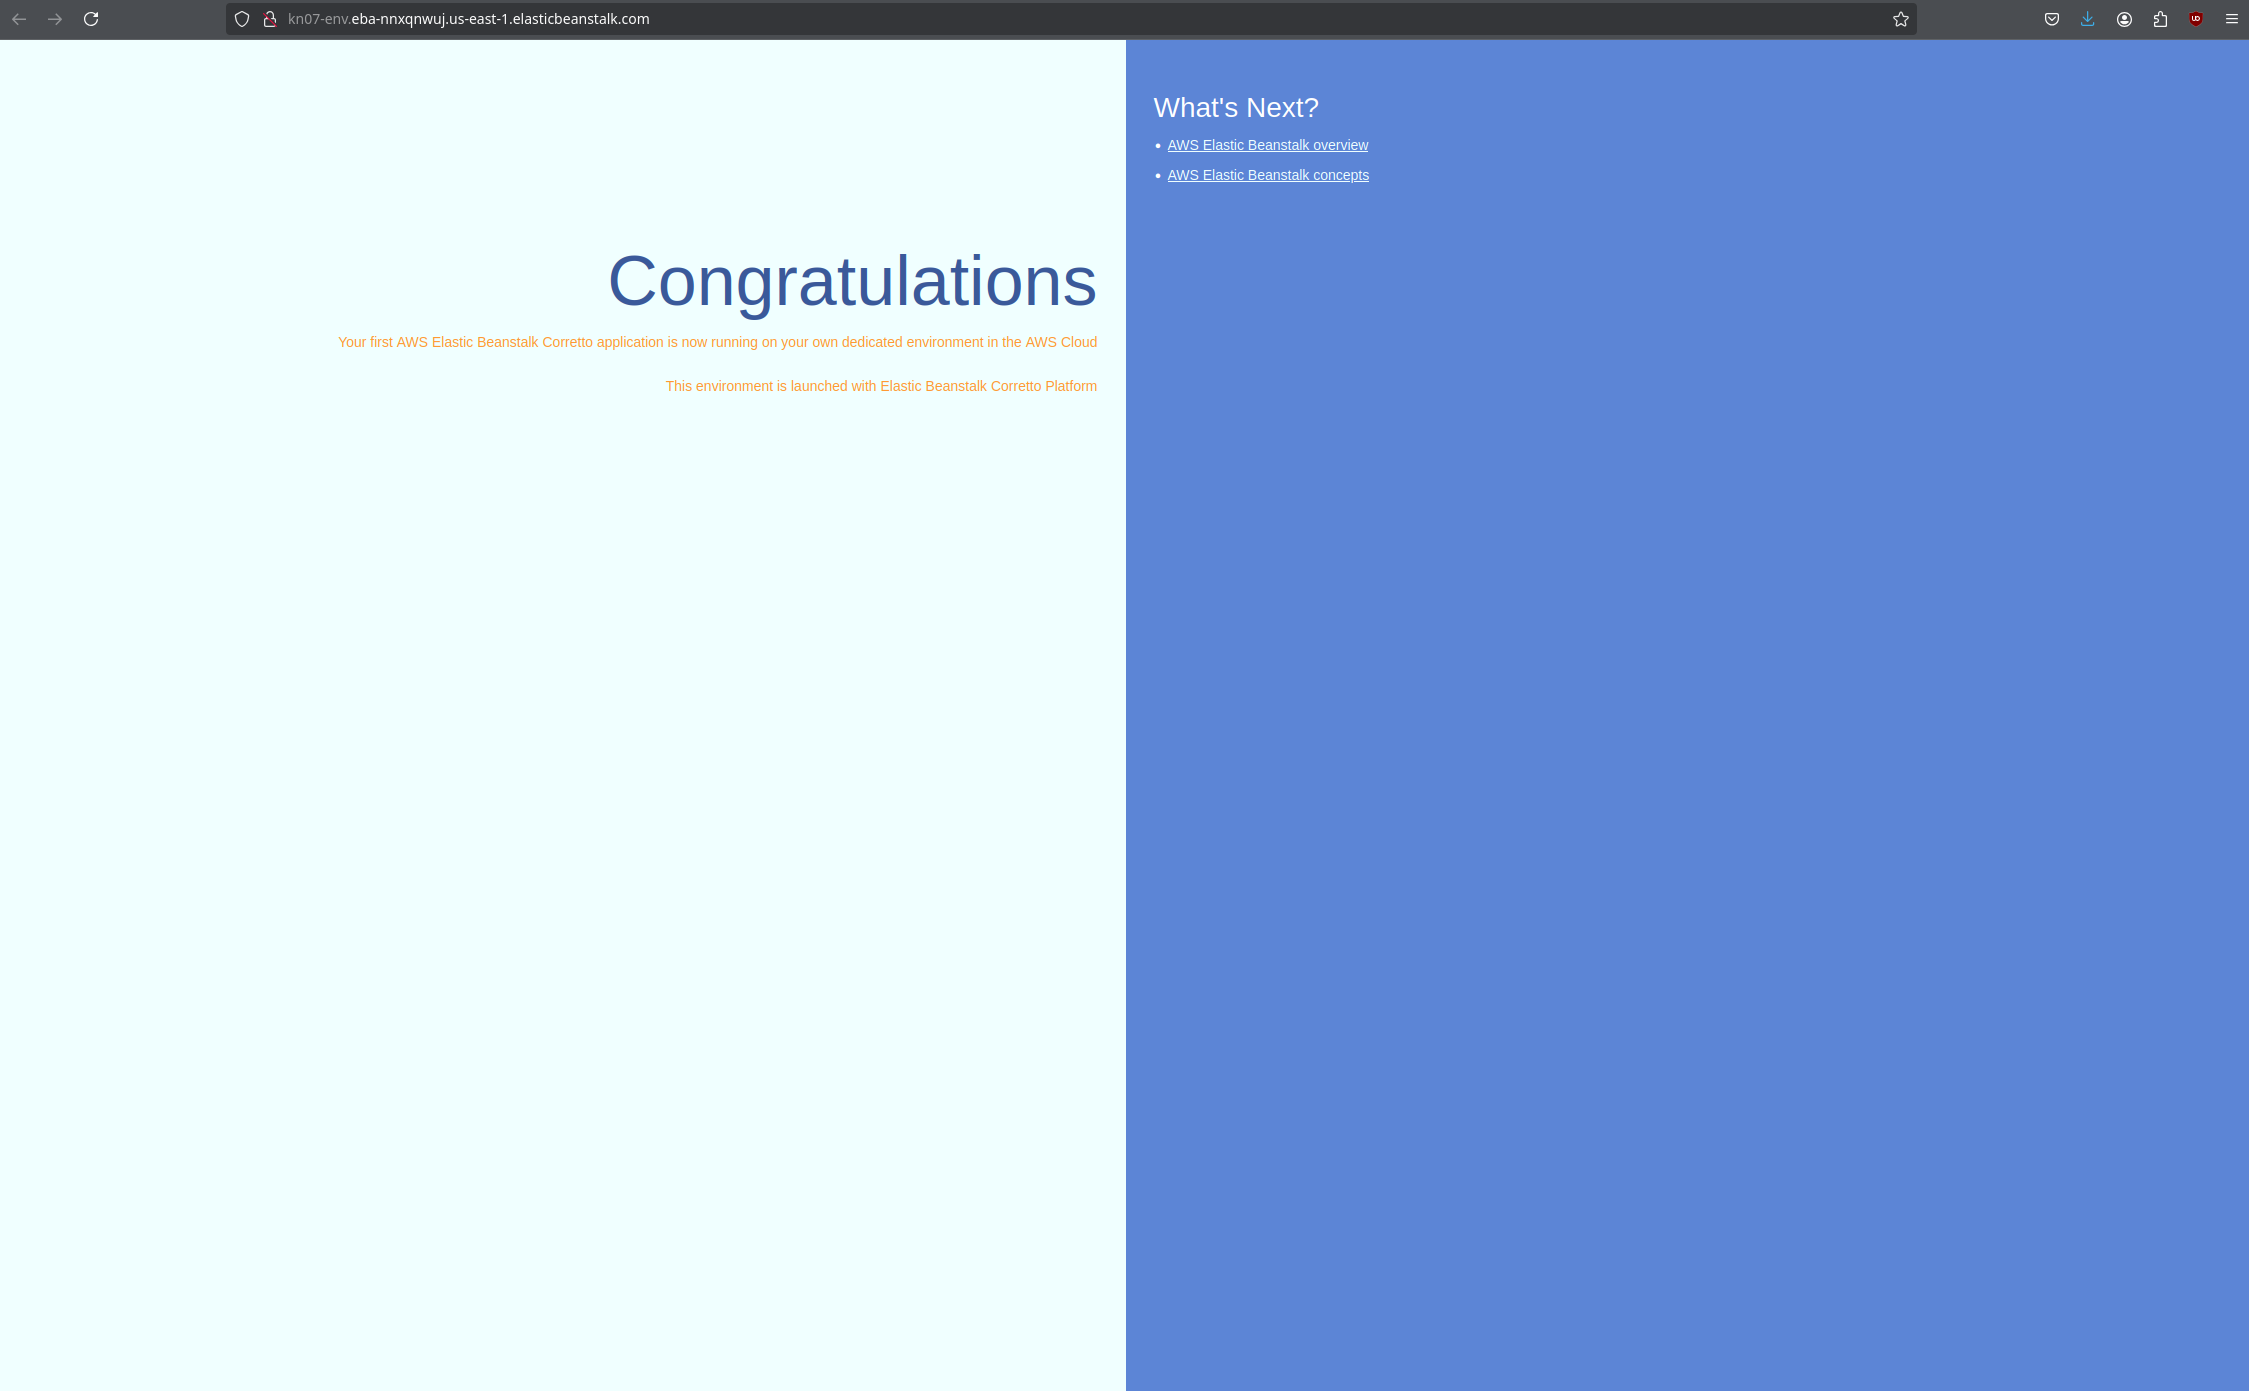 kn07-env.eba-nnxqnwuj.us-east-1.elasticbeanstalk.com
Congratulations
Your first AWS Elastic Beanstalk Corretto application is now running on your own dedicated environment in the AWS Cloud
This environment is launched with Elastic Beanstalk Corretto Platform
What's Next?
AWS Elastic Beanstalk overview
AWS Elastic Beanstalk concepts